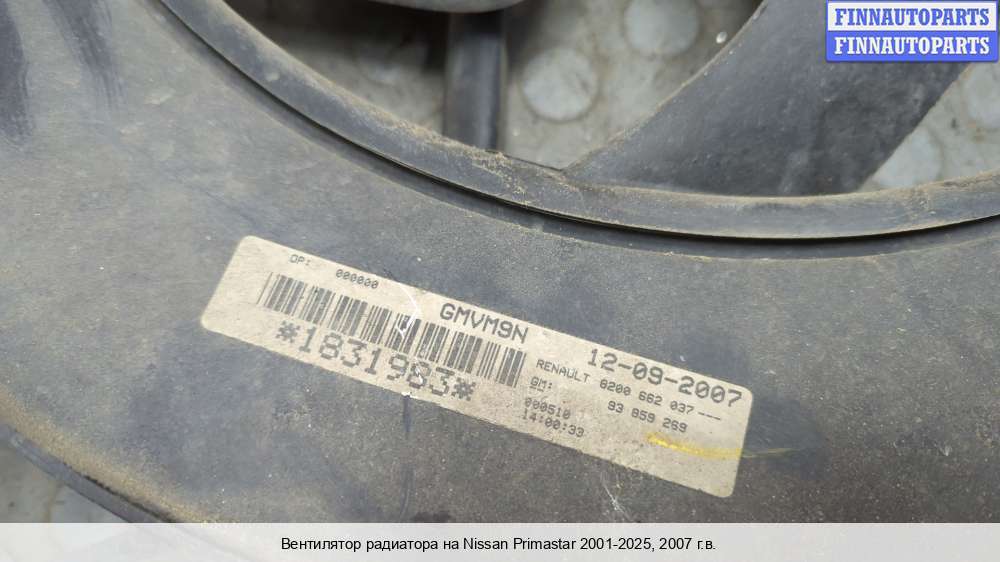 FINNAUTOPARTS
FINNAUTOPARTS
OP: 000000
GMVM9N
12-09-2007
*1831983*
RENAULT 8200 662 037 ---
GM: 93 859 269
000510
14:00:33
Вентилятор радиатора на Nissan Primastar 2001-2025, 2007 г.в.